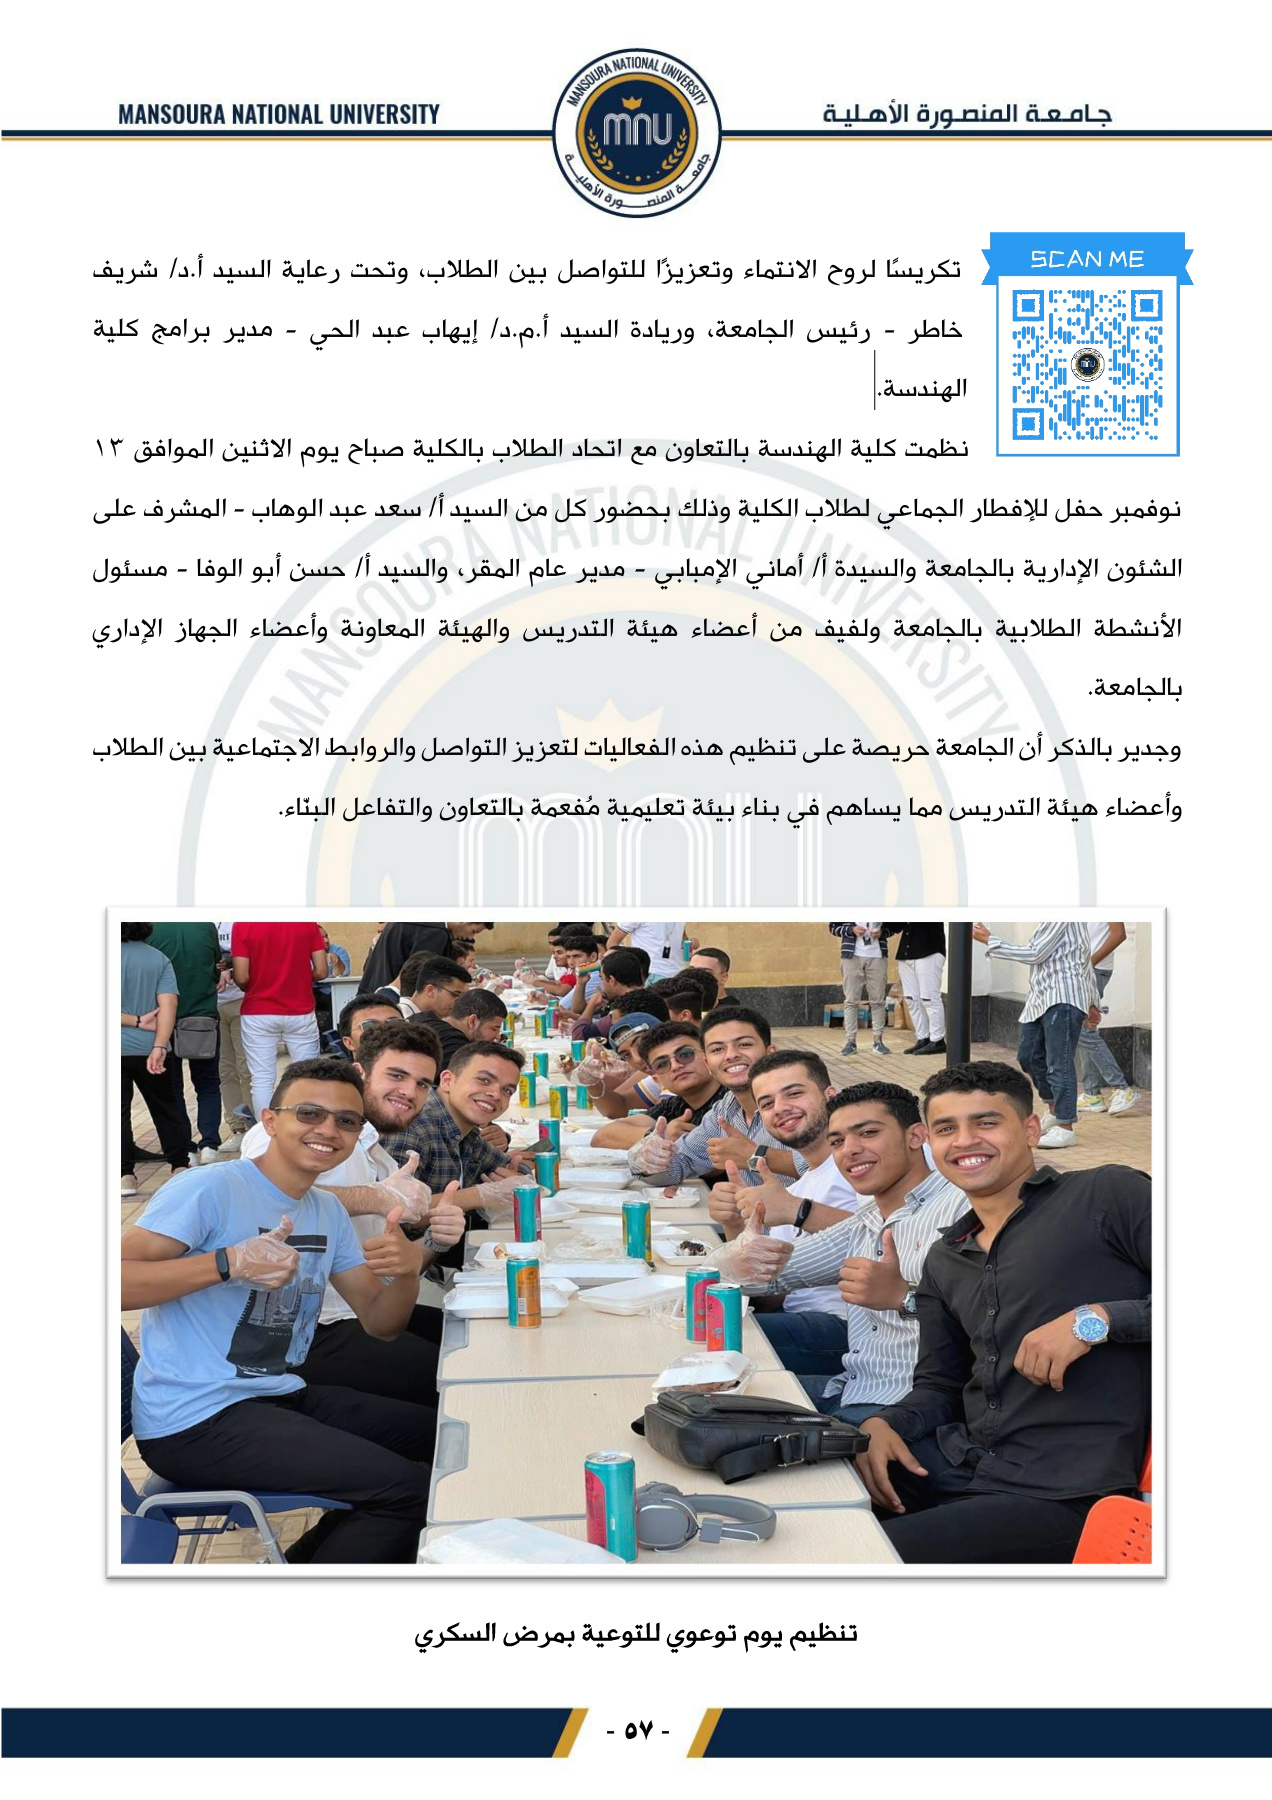 MANSOURA NATIONAL UNIVERSITY
جامعة المنصورة الأهلية
MANSOURA NATIONAL UNIVERSITY
mnu
جامعة المنصورة الأهلية
SCAN ME
تكريسًا لروح الانتماء وتعزيزًا للتواصل بين الطلاب، وتحت رعاية السيد أ.د/ شريف
خاطر - رئيس الجامعة، وريادة السيد أ.م.د/ إيهاب عبد الحي - مدير برامج كلية
الهندسة.
نظمت كلية الهندسة بالتعاون مع اتحاد الطلاب بالكلية صباح يوم الاثنين الموافق ١٣
نوفمبر حفل للإفطار الجماعي لطلاب الكلية وذلك بحضور كل من السيد أ/ سعد عبد الوهاب - المشرف على
الشئون الإدارية بالجامعة والسيدة أ/ أماني الإمبابي - مدير عام المقر، والسيد أ/ حسن أبو الوفا - مسئول
الأنشطة الطلابية بالجامعة ولفيف من أعضاء هيئة التدريس والهيئة المعاونة وأعضاء الجهاز الإداري
بالجامعة.
وجدير بالذكر أن الجامعة حريصة على تنظيم هذه الفعاليات لتعزيز التواصل والروابط الاجتماعية بين الطلاب
وأعضاء هيئة التدريس مما يساهم في بناء بيئة تعليمية مُفعمة بالتعاون والتفاعل البنّاء.
تنظيم يوم توعوي للتوعية بمرض السكري
- ٥٧ -